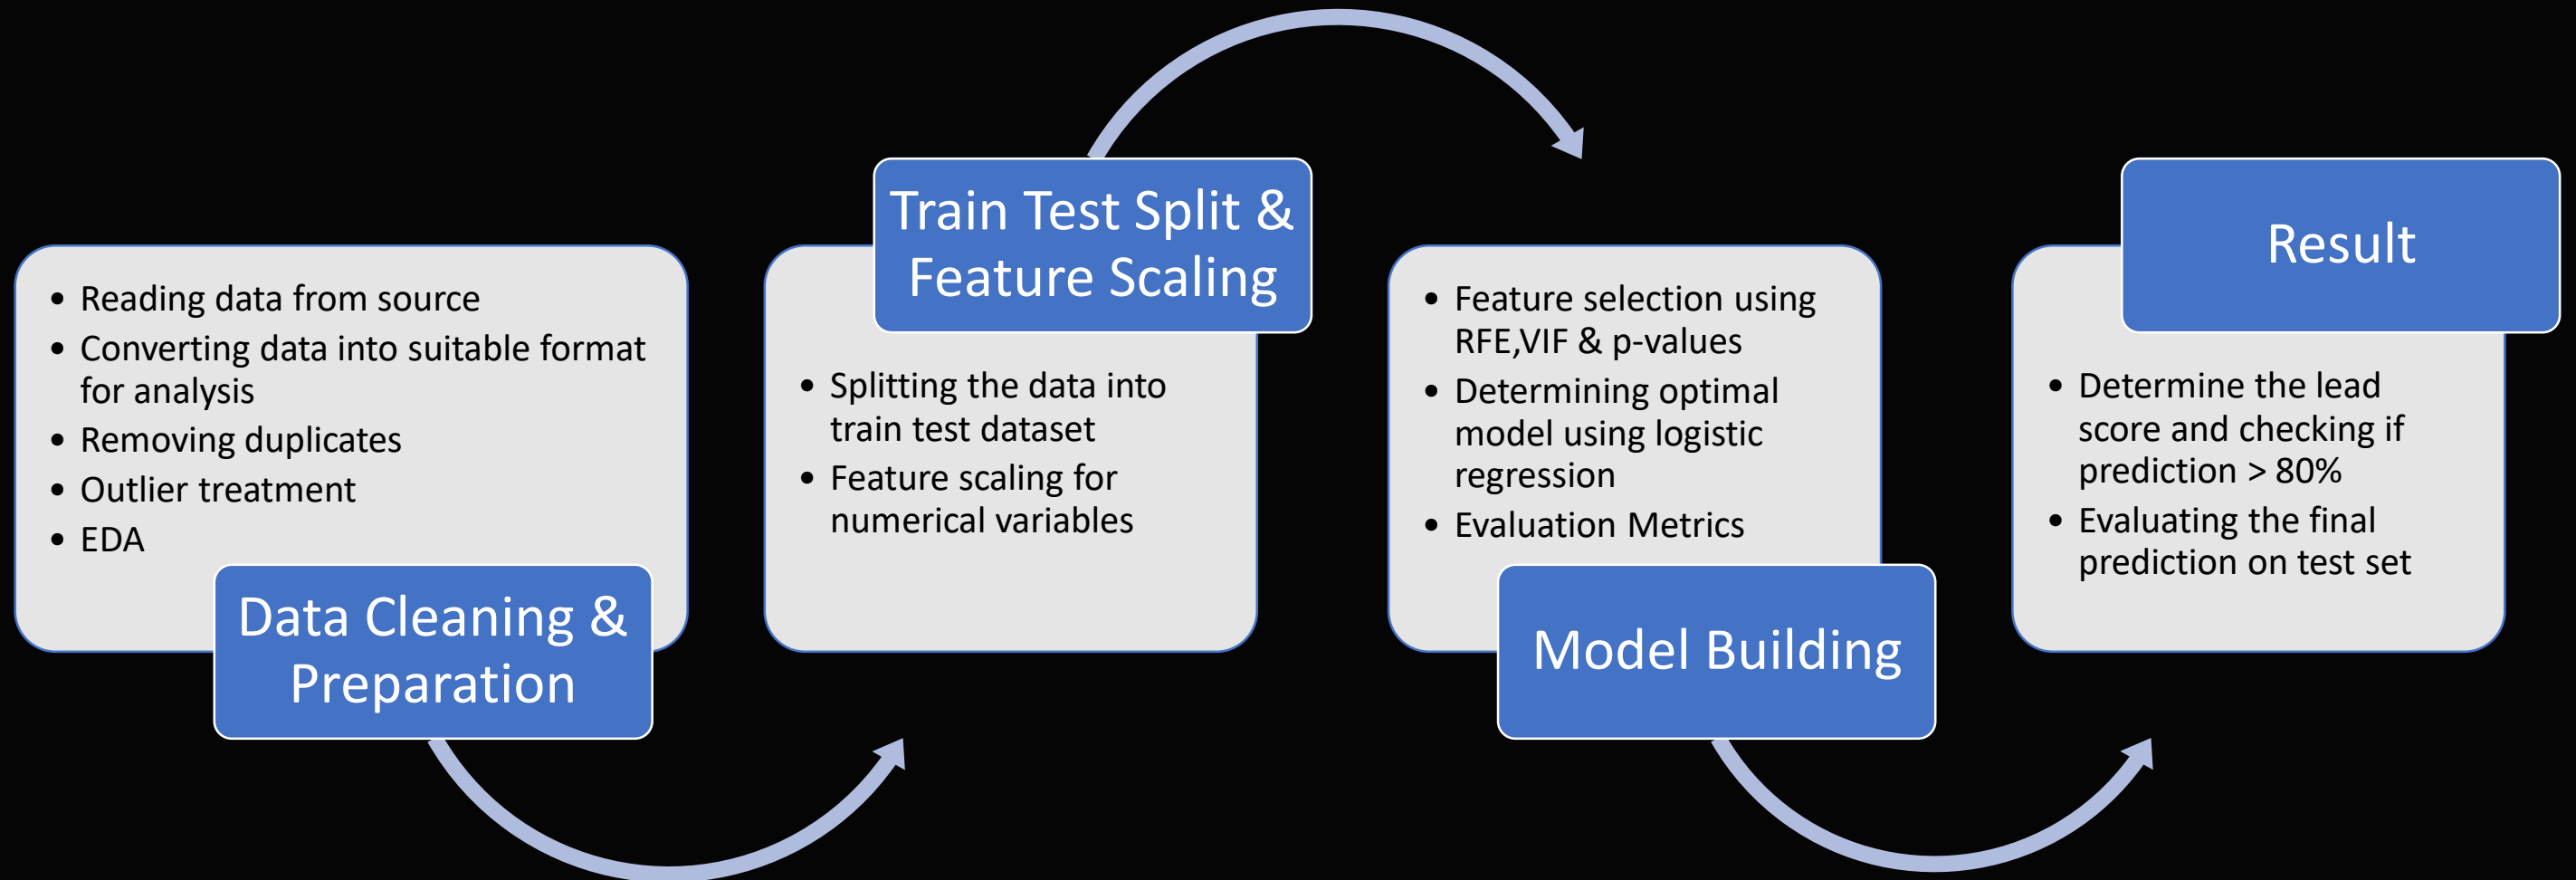 • Reading data from source
• Converting data into suitable format
for analysis
• Removing duplicates
• Outlier treatment
• EDA
Data Cleaning &
Preparation
Train Test Split &
Feature Scaling
• Splitting the data into
train test dataset
• Feature scaling for
numerical variables
• Feature selection using
RFE,VIF & p-values
• Determining optimal
model using logistic
regression
• Evaluation Metrics
Model Building
Result
• Determine the lead
score and checking if
prediction > 80%
• Evaluating the final
prediction on test set